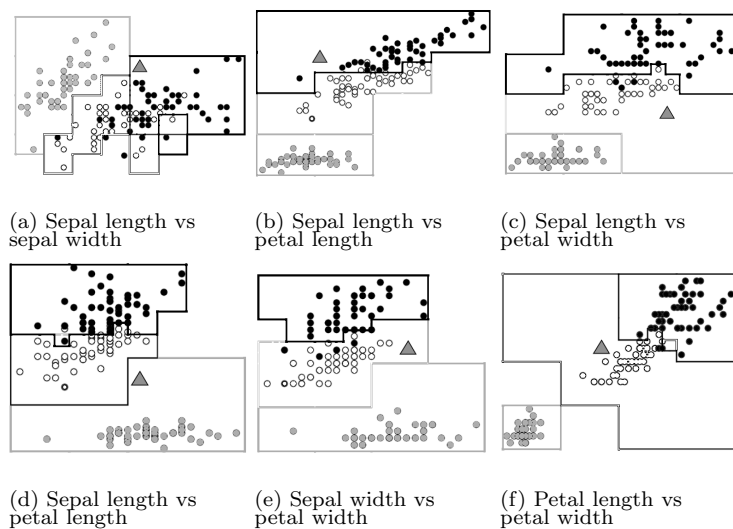 (a) Sepal length vs
sepal width
(b) Sepal length vs
petal length
(c) Sepal length vs
petal width
(d) Sepal length vs
petal length
(e) Sepal width vs
petal width
(f) Petal length vs
petal width